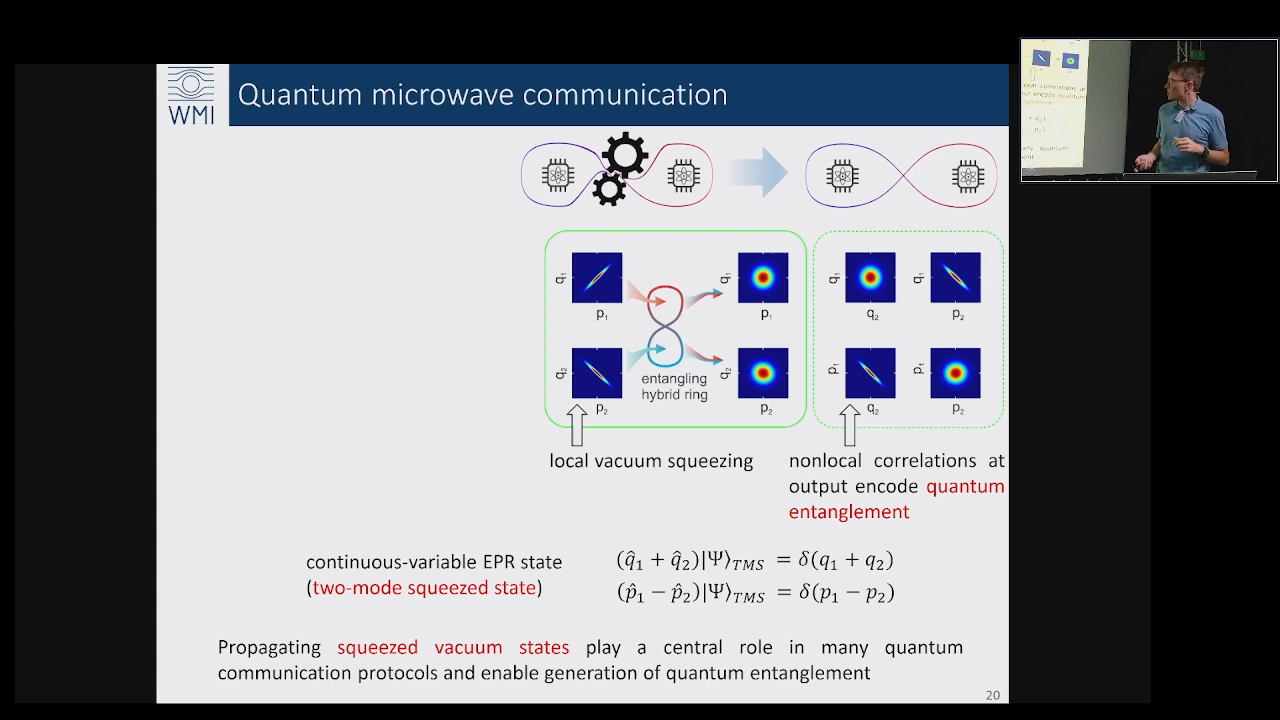 WMI
Quantum microwave communication
q₁
p₁
q₂
p₂
entangling
hybrid ring
q₁
p₁
q₂
p₂
q₁
q₂
q₁
p₂
p₁
q₂
p₁
p₂
local vacuum squeezing
nonlocal correlations at
output encode quantum
entanglement
continuous-variable EPR state
(two-mode squeezed state)
(q̂₁ + q̂₂)|Ψ⟩_TMS = δ(q₁ + q₂)
(p̂₁ − p̂₂)|Ψ⟩_TMS = δ(p₁ − p₂)
Propagating squeezed vacuum states play a central role in many quantum
communication protocols and enable generation of quantum entanglement
20